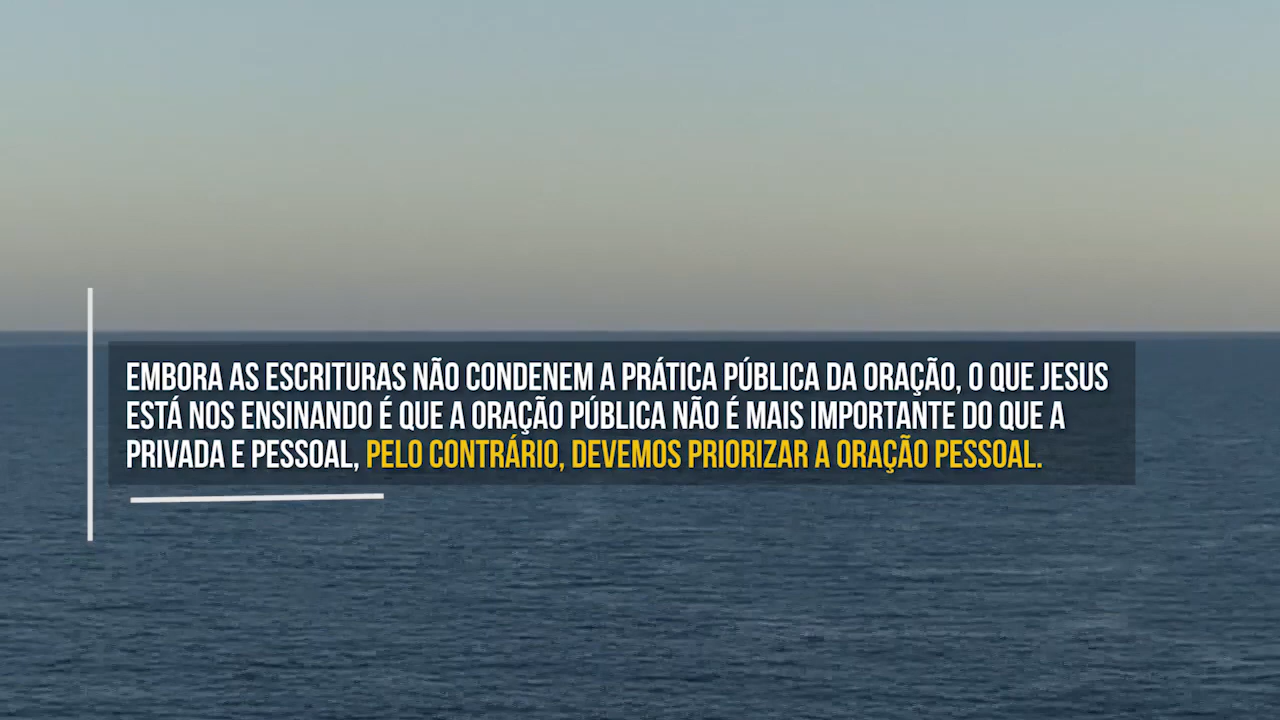 EMBORA AS ESCRITURAS NÃO CONDENEM A PRÁTICA PÚBLICA DA ORAÇÃO, O QUE JESUS
ESTÁ NOS ENSINANDO É QUE A ORAÇÃO PÚBLICA NÃO É MAIS IMPORTANTE DO QUE A
PRIVADA E PESSOAL, PELO CONTRÁRIO, DEVEMOS PRIORIZAR A ORAÇÃO PESSOAL.